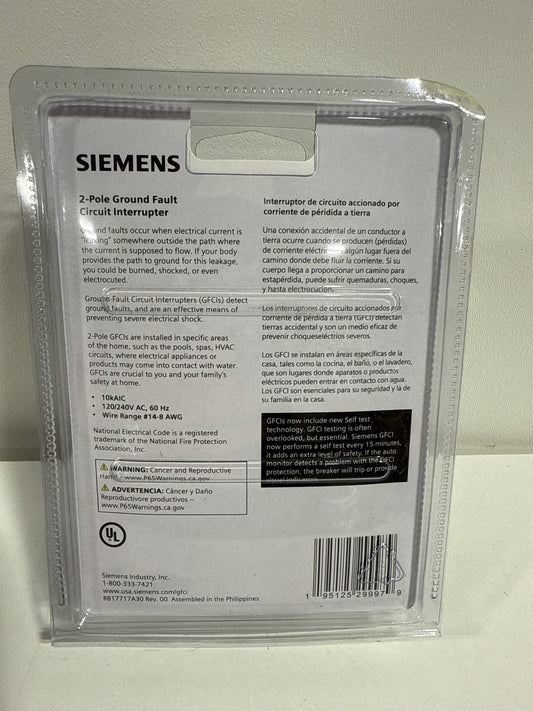 SIEMENS
2-Pole Ground Fault
Circuit Interrupter
Ground faults occur when electrical current is
"leaking" somewhere outside the path where
the current is supposed to flow. If your body
provides the path to ground for this leakage,
you could be burned, shocked, or even
electrocuted.
Ground Fault Circuit Interrupters (GFCIs) detect
ground faults, and are an effective means of
preventing severe electrical shock.
2-Pole GFCIs are installed in specific areas
of the home, such as the pools, spas, HVAC
circuits, where electrical appliances or
products may come into contact with water.
GFCIs are crucial to you and your family's
safety at home.
• 10kAIC
• 120/240V AC, 60 Hz
• Wire Range #14-8 AWG
National Electrical Code is a registered
trademark of the National Fire Protection
Association, Inc.
WARNING: Cancer and Reproductive
Harm - www.P65Warnings.ca.gov
ADVERTENCIA: Cáncer y Daño
Reproductivore productivos –
www.P65Warnings.ca.gov
UL
Siemens Industry, Inc.
1-800-333-7421
www.usa.siemens.com/gfci
R817717A30 Rev. 00 Assembled in the Philippines
Interruptor de circuito accionado por
corriente de péridida a tierra
Una conexión accidental de un conductor a
tierra ocurre cuando se producen (pérdidas)
de corriente eléctrica en algún lugar fuera del
camino donde debe fluir la corriente. Si su
cuerpo llega a proporcionar un camino para
estapérdida, puede sufrir quemaduras, choques,
y hasta electrocución.
Los interruptores de circuito accionados por
corriente de pérdida a tierra (GFCI) detectan
tierras accidental y son un medio eficaz de
prevenir choqueseléctrios severos.
Los GFCI se instalan en áreas específicas de la
casa, tales como la cocina, el baño, o el lavadero,
que son lugares donde aparatos o productos
eléctricos pueden entrar en contacto con agua.
Los GFCI son esenciales para su seguridad y la de
su familia en la casa.
GFCIs now include new Self test
technology. GFCI testing is often
overlooked, but essential. Siemens GFCI
now performs a self test every 15 minutes,
it adds an extra level of safety. If the auto
monitor detects a problem with the GFCI
protection, the breaker will trip or provide
visual indicators.
1 95125 29997 9